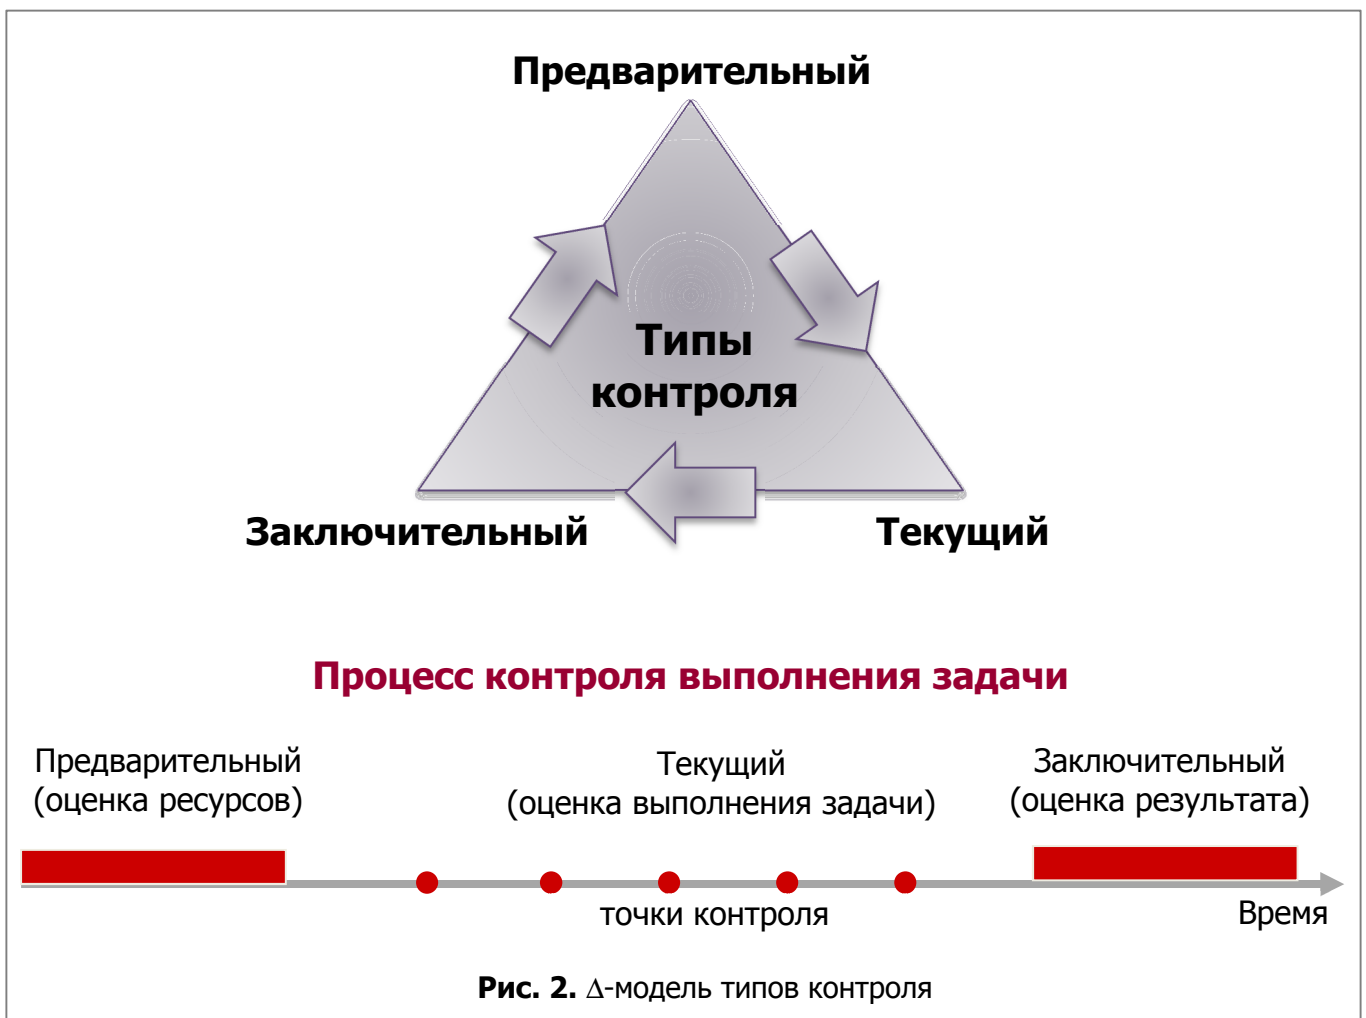 Предварительный
Типы
контроля
Заключительный
Текущий
Процесс контроля выполнения задачи
Предварительный
(оценка ресурсов)
Текущий
(оценка выполнения задачи)
Заключительный
(оценка результата)
точки контроля
Время
Рис. 2. Δ-модель типов контроля